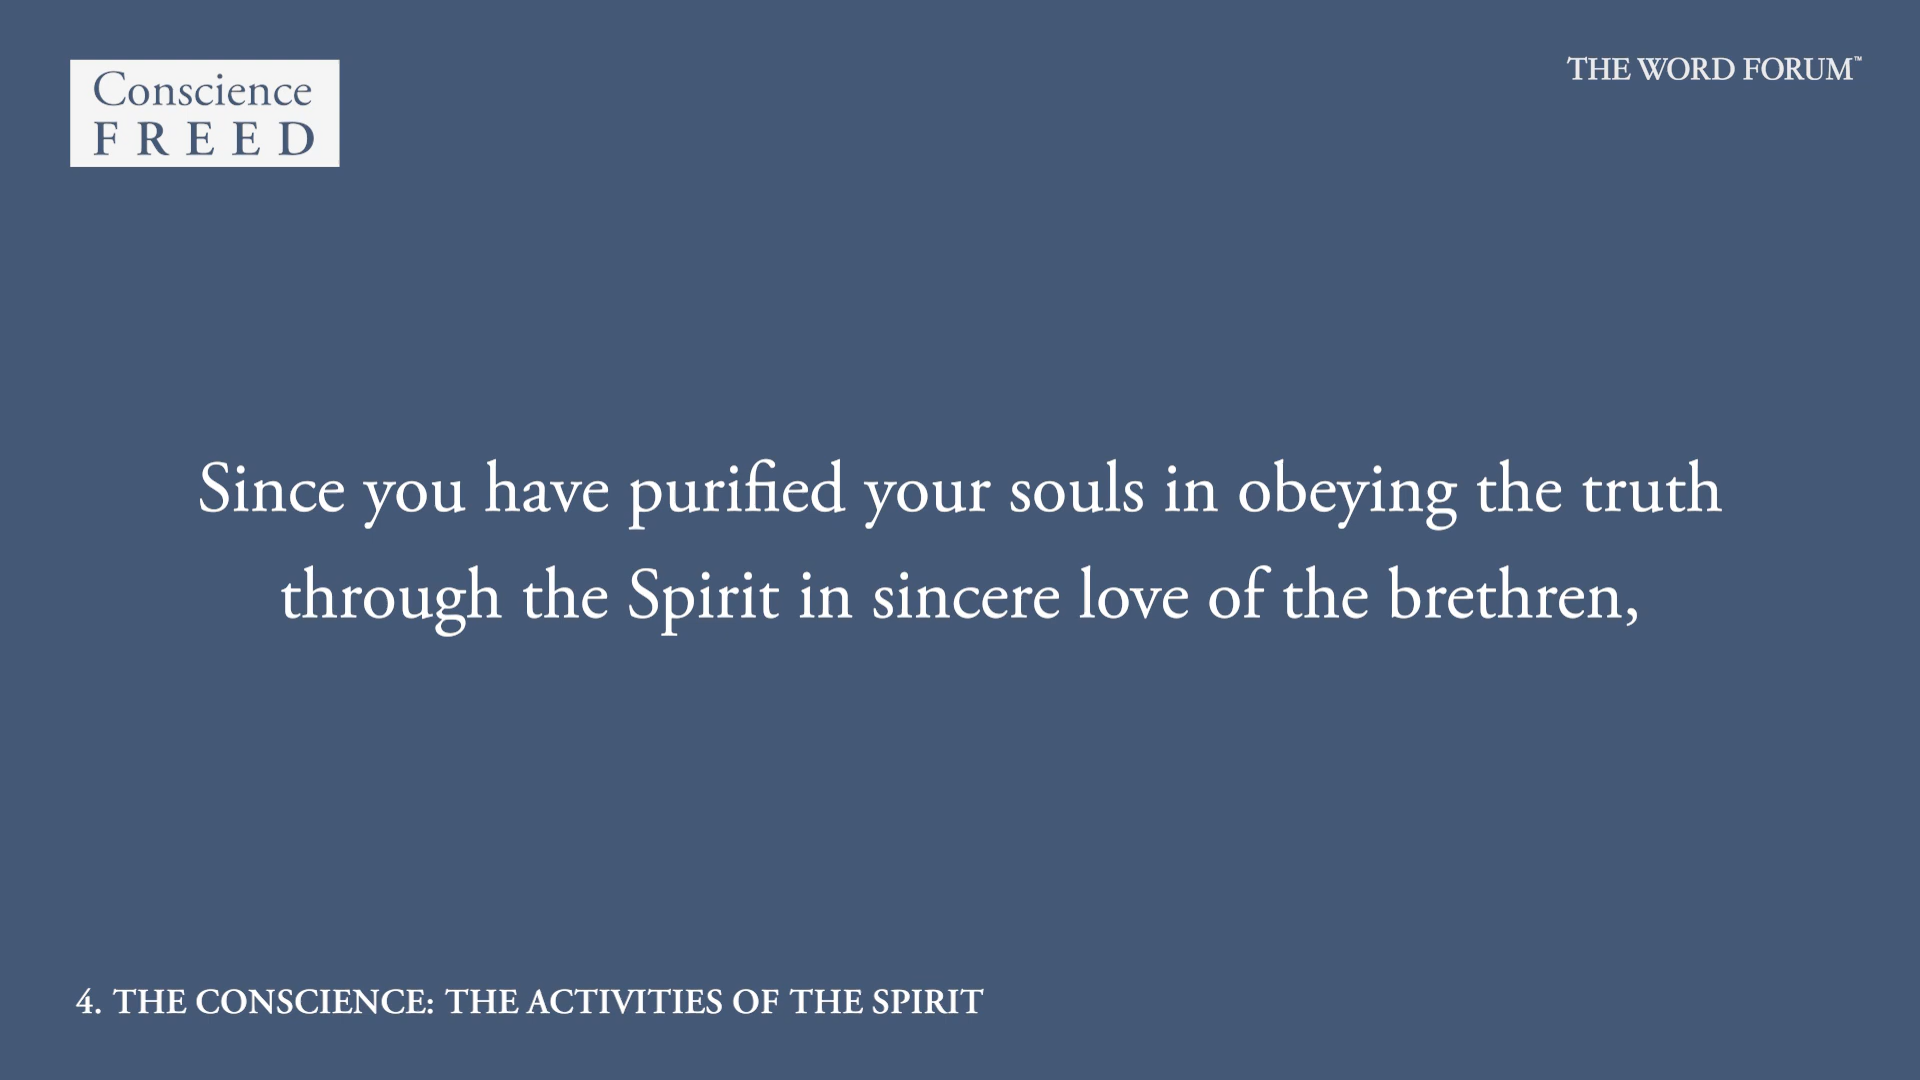 Conscience
FREED
THE WORD FORUM™
Since you have purified your souls in obeying the truth
through the Spirit in sincere love of the brethren,
4. THE CONSCIENCE: THE ACTIVITIES OF THE SPIRIT